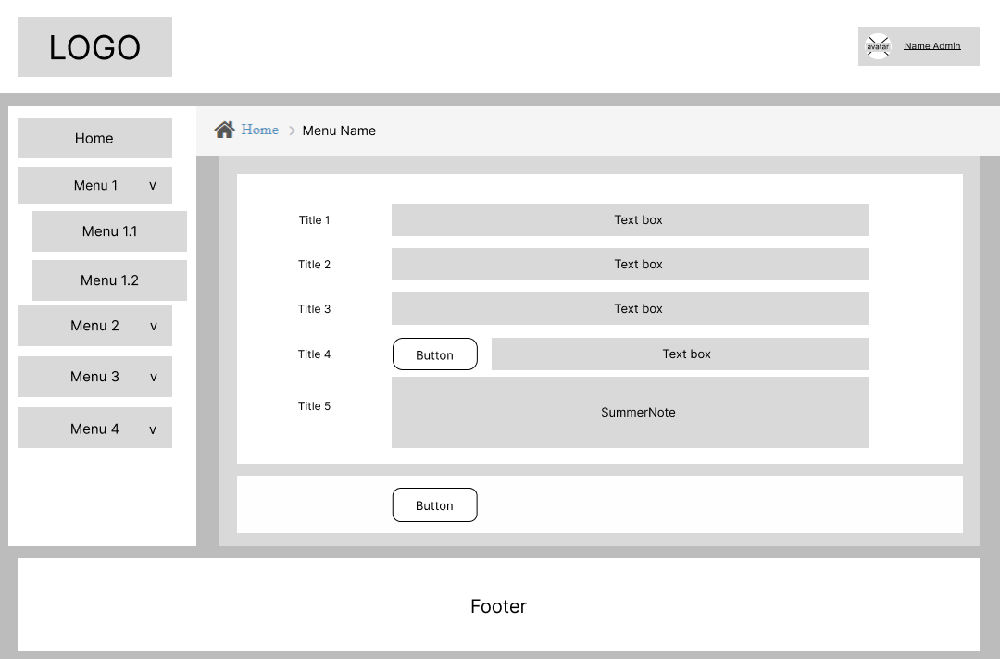 LOGO
avatar
Name Admin
Home
Menu 1 v
Menu 1.1
Menu 1.2
Menu 2 v
Menu 3 v
Menu 4 v
Home > Menu Name
Title 1 Text box
Title 2 Text box
Title 3 Text box
Title 4 Button Text box
Title 5 SummerNote
Button
Footer